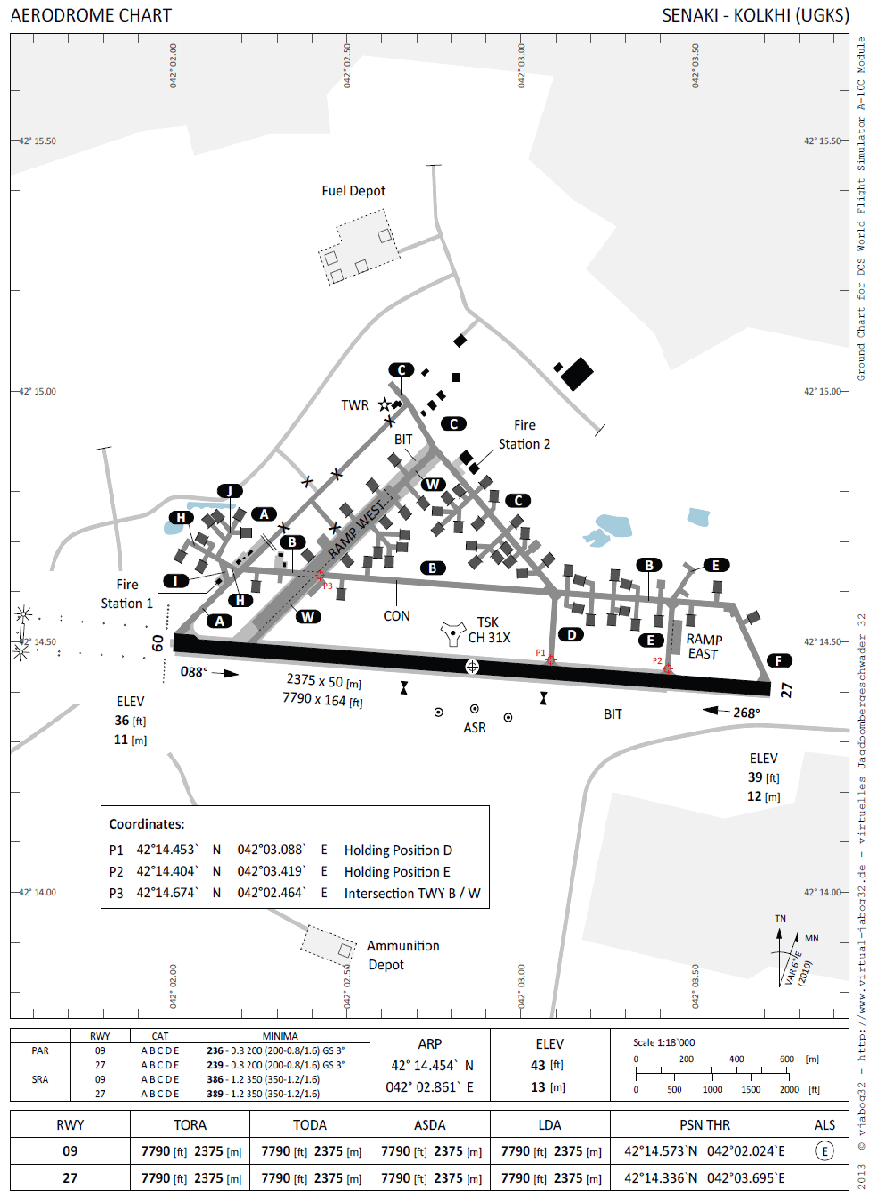 AERODROME CHART
SENAKI - KOLKHI (UGKS)
042° 02.00
042° 02.50
042° 03.00
042° 03.50
42° 15.50
42° 15.50
Fuel Depot
42° 15.00
42° 15.00
C
TWR
C
BIT
Fire
Station 2
W
J
C
H
A
B
RAMP WEST
B
B
E
I
P3
Fire
Station 1
H
W
CON
A
TSK
CH 31X
D
E
RAMP
EAST
42° 14.50
42° 14.50
09
P1
P2
F
27
088°
2375 x 50 [m]
7790 x 164 [ft]
268°
BIT
ASR
ELEV
36 [ft]
11 [m]
ELEV
39 [ft]
12 [m]
Coordinates:
P1 42°14.453` N 042°03.088` E Holding Position D
P2 42°14.404` N 042°03.419` E Holding Position E
P3 42°14.674` N 042°02.464` E Intersection TWY B / W
42° 14.00
42° 14.00
TN
MN
VAR 6°E
(2010)
Ammunition
Depot
042° 02.00
042° 02.50
042° 03.00
042° 03.50
RWY CAT MINIMA
PAR 09 A B C D E 236 - 0.8 200 (200-0.8/1.6) GS 3°
27 A B C D E 239 - 0.8 200 (200-0.8/1.6) GS 3°
SRA 09 A B C D E 386 - 1.2 350 (350-1.2/1.6)
27 A B C D E 389 - 1.2 350 (350-1.2/1.6)
ARP
42° 14.454` N
042° 02.861` E
ELEV
43 [ft]
13 [m]
Scale 1:18`000
0 200 400 600 [m]
0 500 1000 1500 2000 [ft]
RWY TORA TODA ASDA LDA PSN THR ALS
09 7790 [ft] 2375 [m] 7790 [ft] 2375 [m] 7790 [ft] 2375 [m] 7790 [ft] 2375 [m] 42°14.573`N 042°02.024`E E
27 7790 [ft] 2375 [m] 7790 [ft] 2375 [m] 7790 [ft] 2375 [m] 7790 [ft] 2375 [m] 42°14.336`N 042°03.695`E
2013 © vjabog32 - http://www.virtual-jabog32.de - virtuelles Jagdbombergeschwader 32
Ground Chart for DCS World Flight Simulator A-10C Module